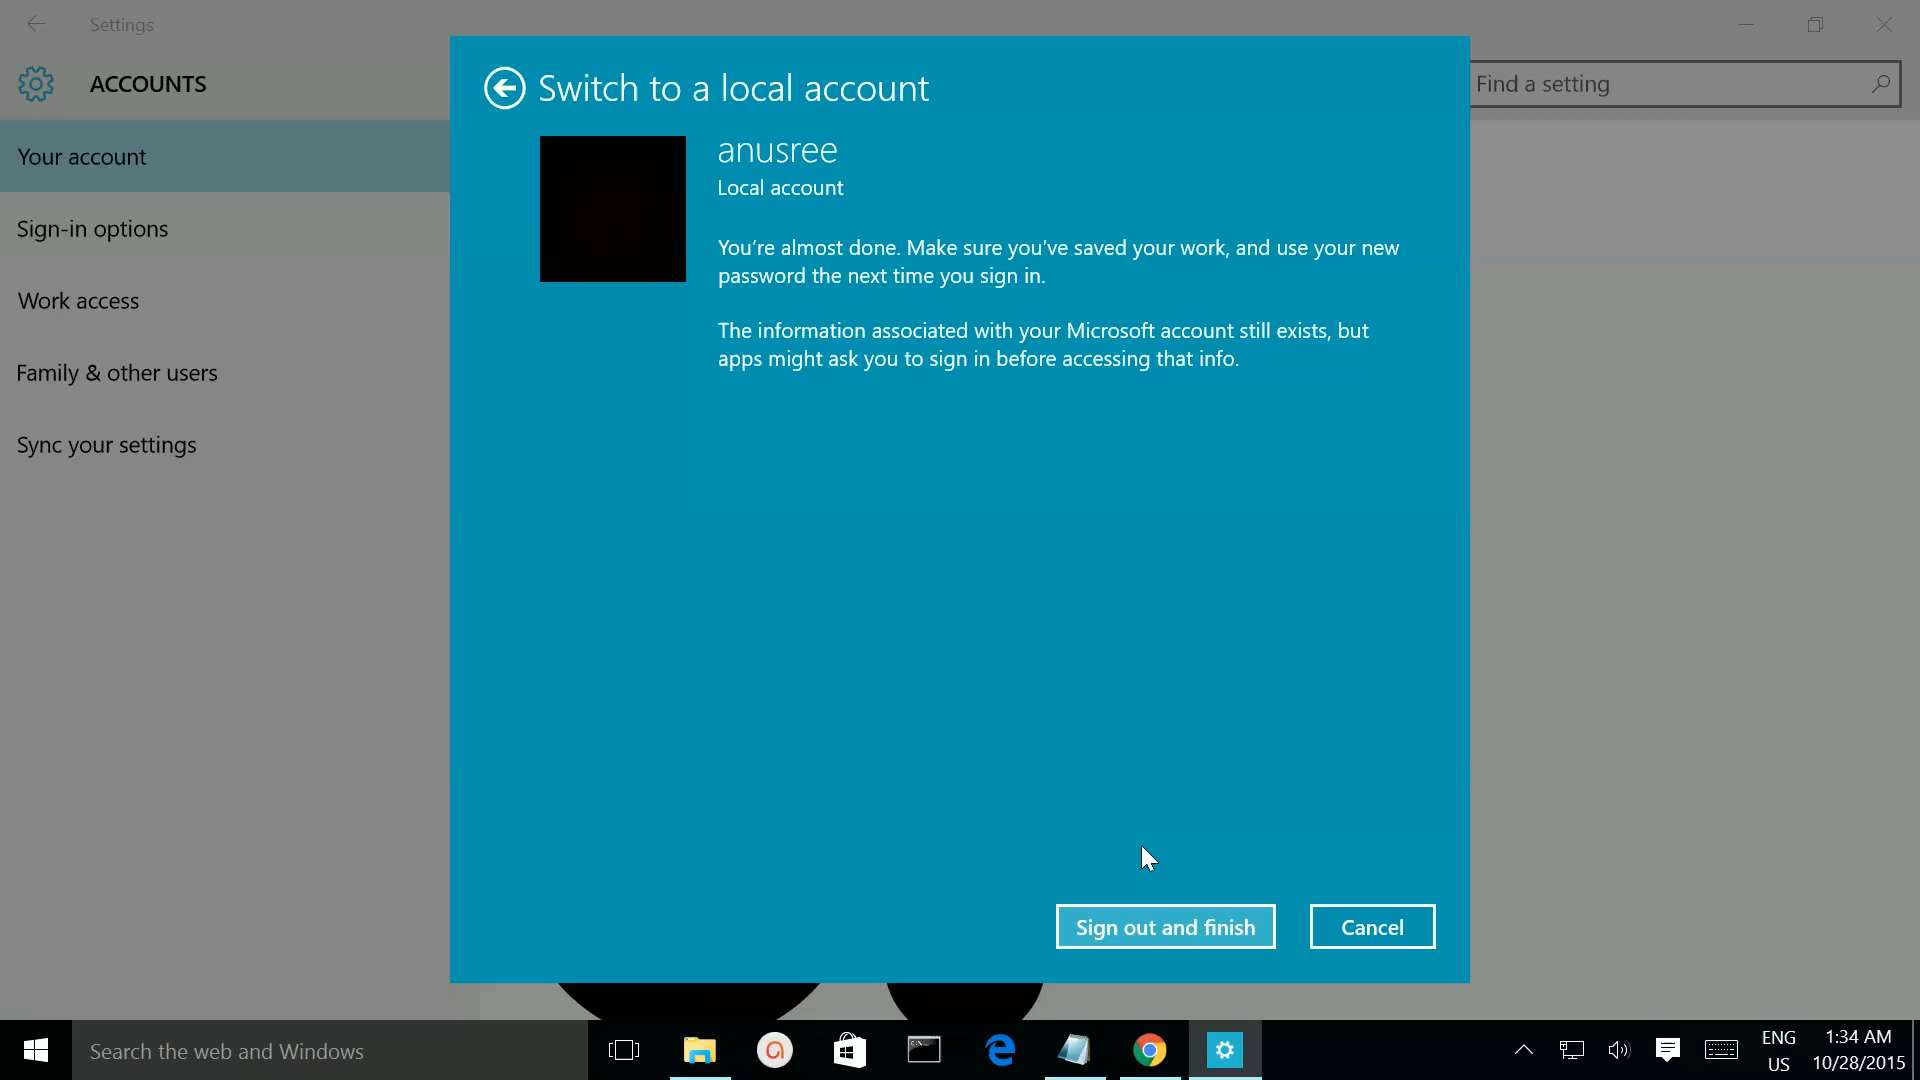 Settings
ACCOUNTS
Find a setting
Your account
Sign-in options
Work access
Family & other users
Sync your settings
Switch to a local account
anusree
Local account
You're almost done. Make sure you've saved your work, and use your new
password the next time you sign in.
The information associated with your Microsoft account still exists, but
apps might ask you to sign in before accessing that info.
Sign out and finish
Cancel
Search the web and Windows
ENG
US
1:34 AM
10/28/2015